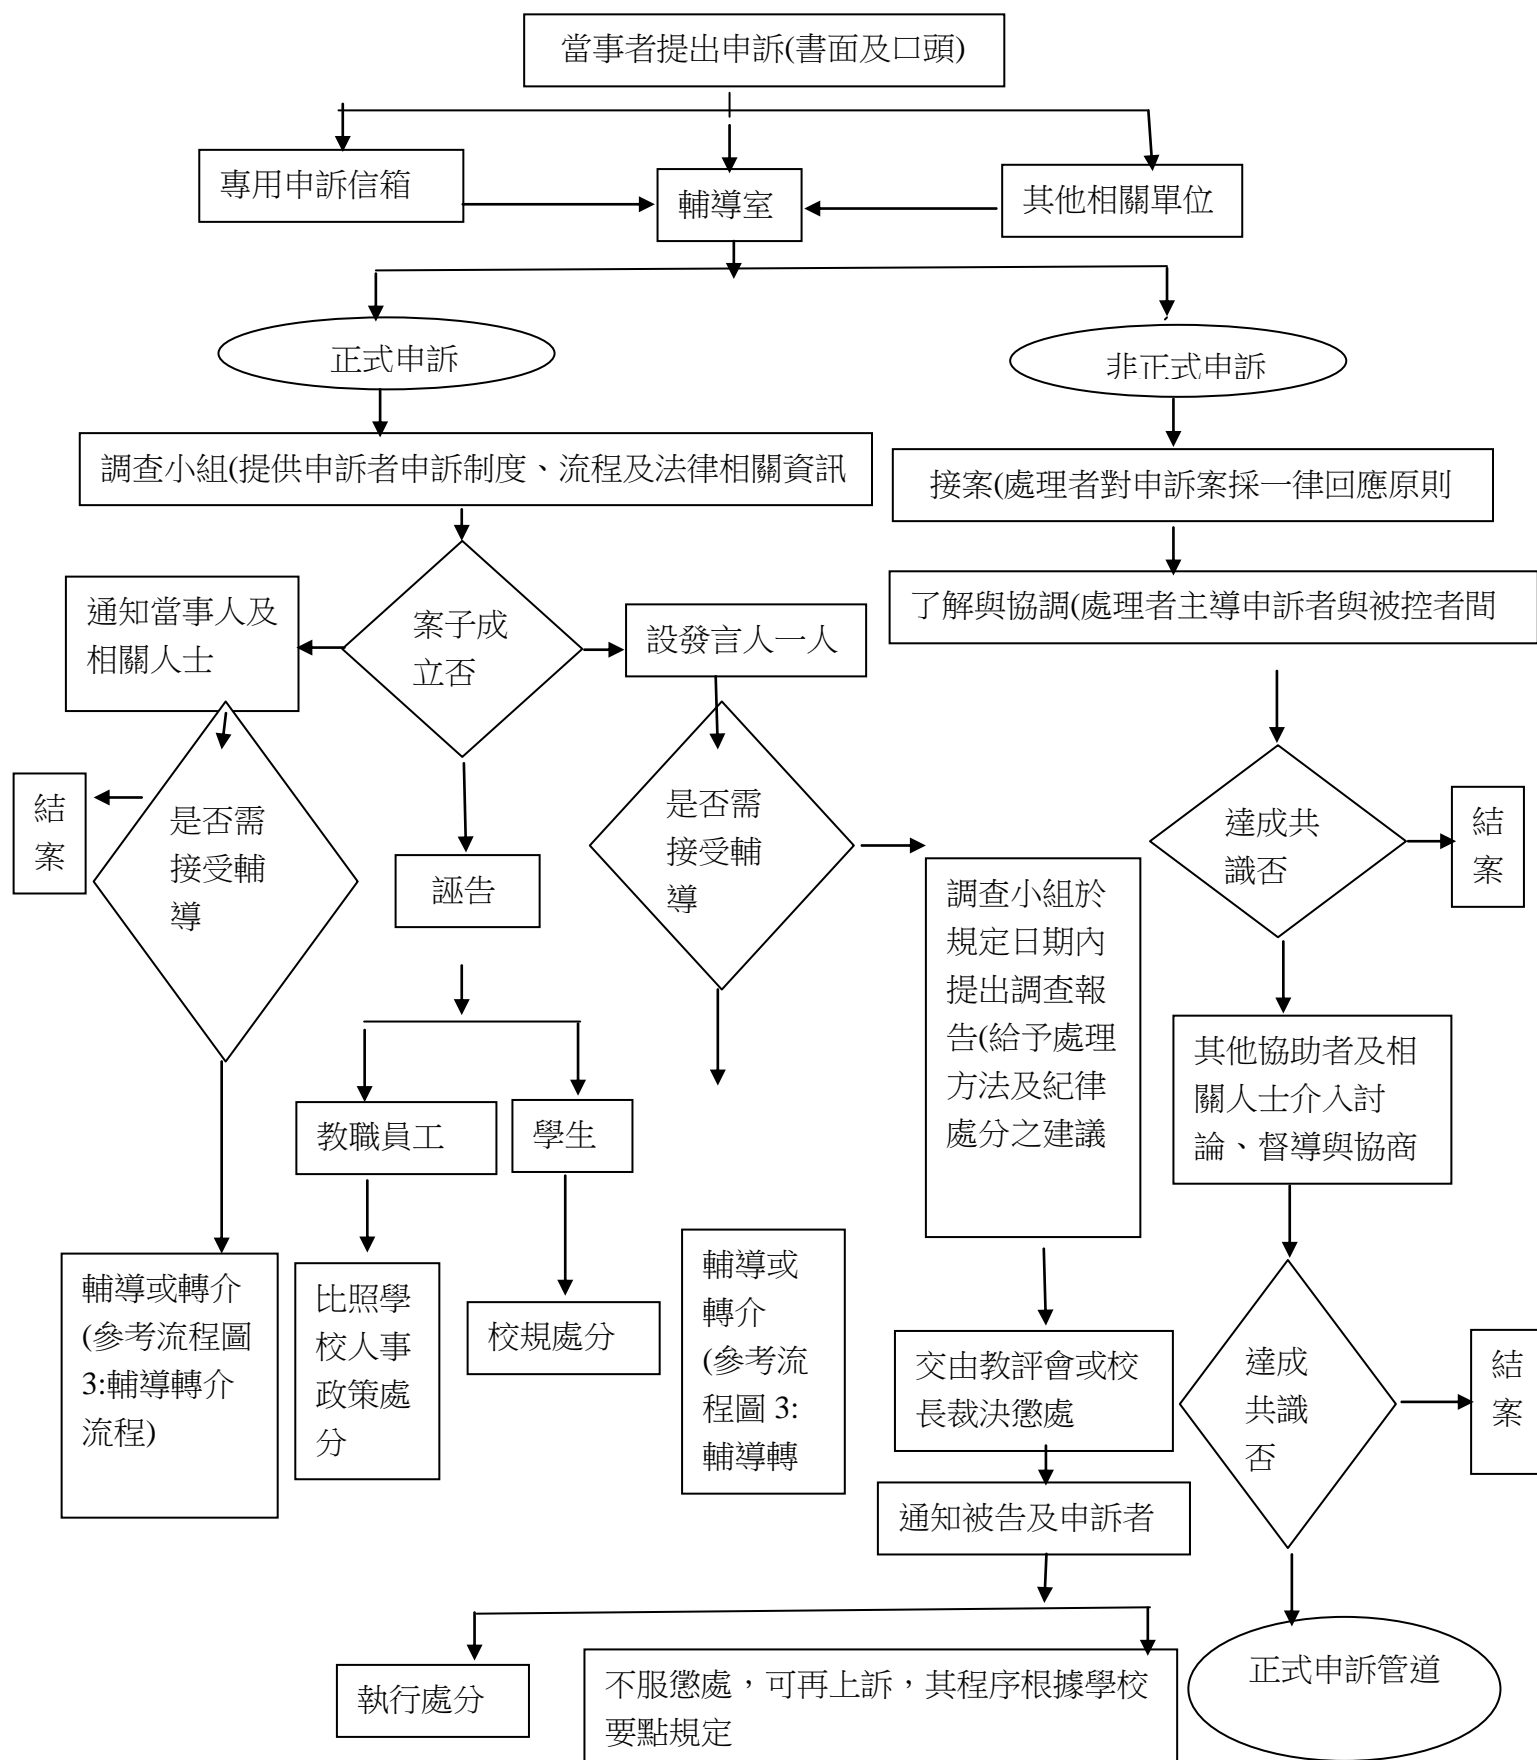 當事者提出申訴(書面及口頭)
專用申訴信箱
輔導室
其他相關單位
正式申訴
非正式申訴
調查小組(提供申訴者申訴制度、流程及法律相關資訊
接案(處理者對申訴案採一律回應原則
通知當事人及
相關人士
案子成
立否
設發言人一人
了解與協調(處理者主導申訴者與被控者間
結
案
是否需
接受輔
導
誣告
是否需
接受輔
導
調查小組於
規定日期內
提出調查報
告(給予處理
方法及紀律
處分之建議
達成共
識否
結
案
教職員工
學生
其他協助者及相
關人士介入討
論、督導與協商
輔導或轉介
(參考流程圖
3:輔導轉介
流程)
比照學
校人事
政策處
分
校規處分
輔導或
轉介
(參考流
程圖 3:
輔導轉
交由教評會或校
長裁決懲處
達成
共識
否
結
案
通知被告及申訴者
執行處分
不服懲處，可再上訴，其程序根據學校
要點規定
正式申訴管道